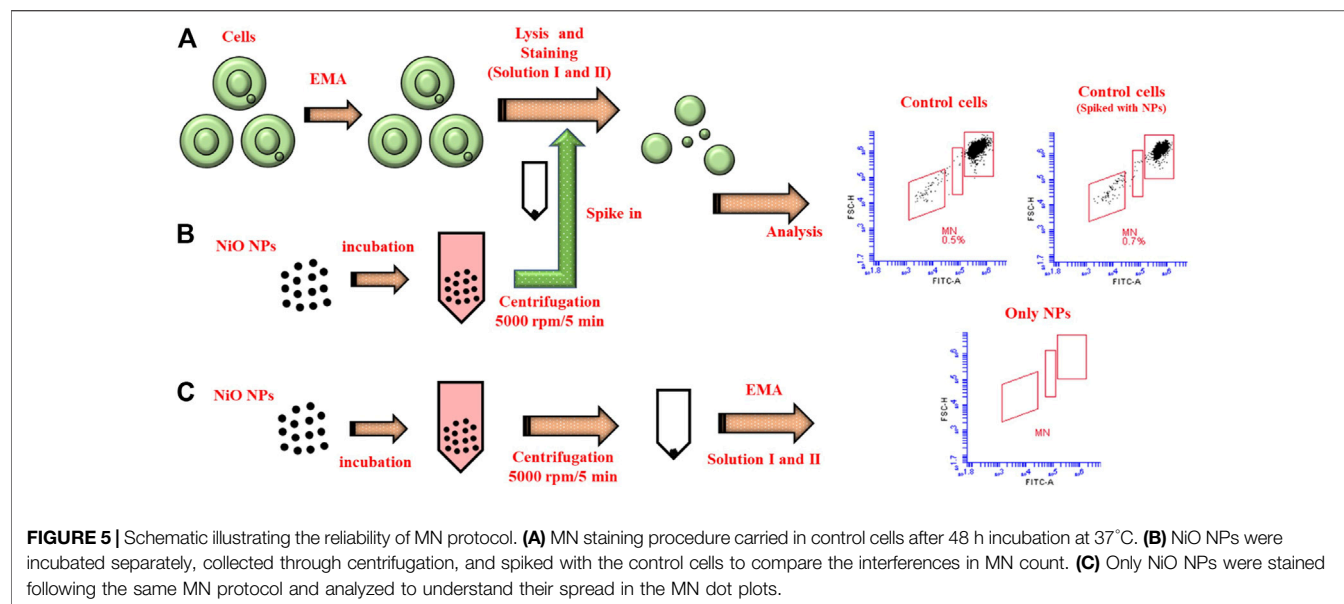 A
Cells
EMA
Lysis and
Staining
(Solution I and II)
Spike in
Analysis
B
NiO NPs
incubation
Centrifugation
5000 rpm/5 min
C
NiO NPs
incubation
Centrifugation
5000 rpm/5 min
EMA
Solution I and II
Control cells
FSC-H
MN
0.5%
FITC-A
Control cells
(Spiked with NPs)
FSC-H
MN
0.7%
FITC-A
Only NPs
FSC-H
MN
FITC-A
FIGURE 5 | Schematic illustrating the reliability of MN protocol. (A) MN staining procedure carried in control cells after 48 h incubation at 37°C. (B) NiO NPs were
incubated separately, collected through centrifugation, and spiked with the control cells to compare the interferences in MN count. (C) Only NiO NPs were stained
following the same MN protocol and analyzed to understand their spread in the MN dot plots.